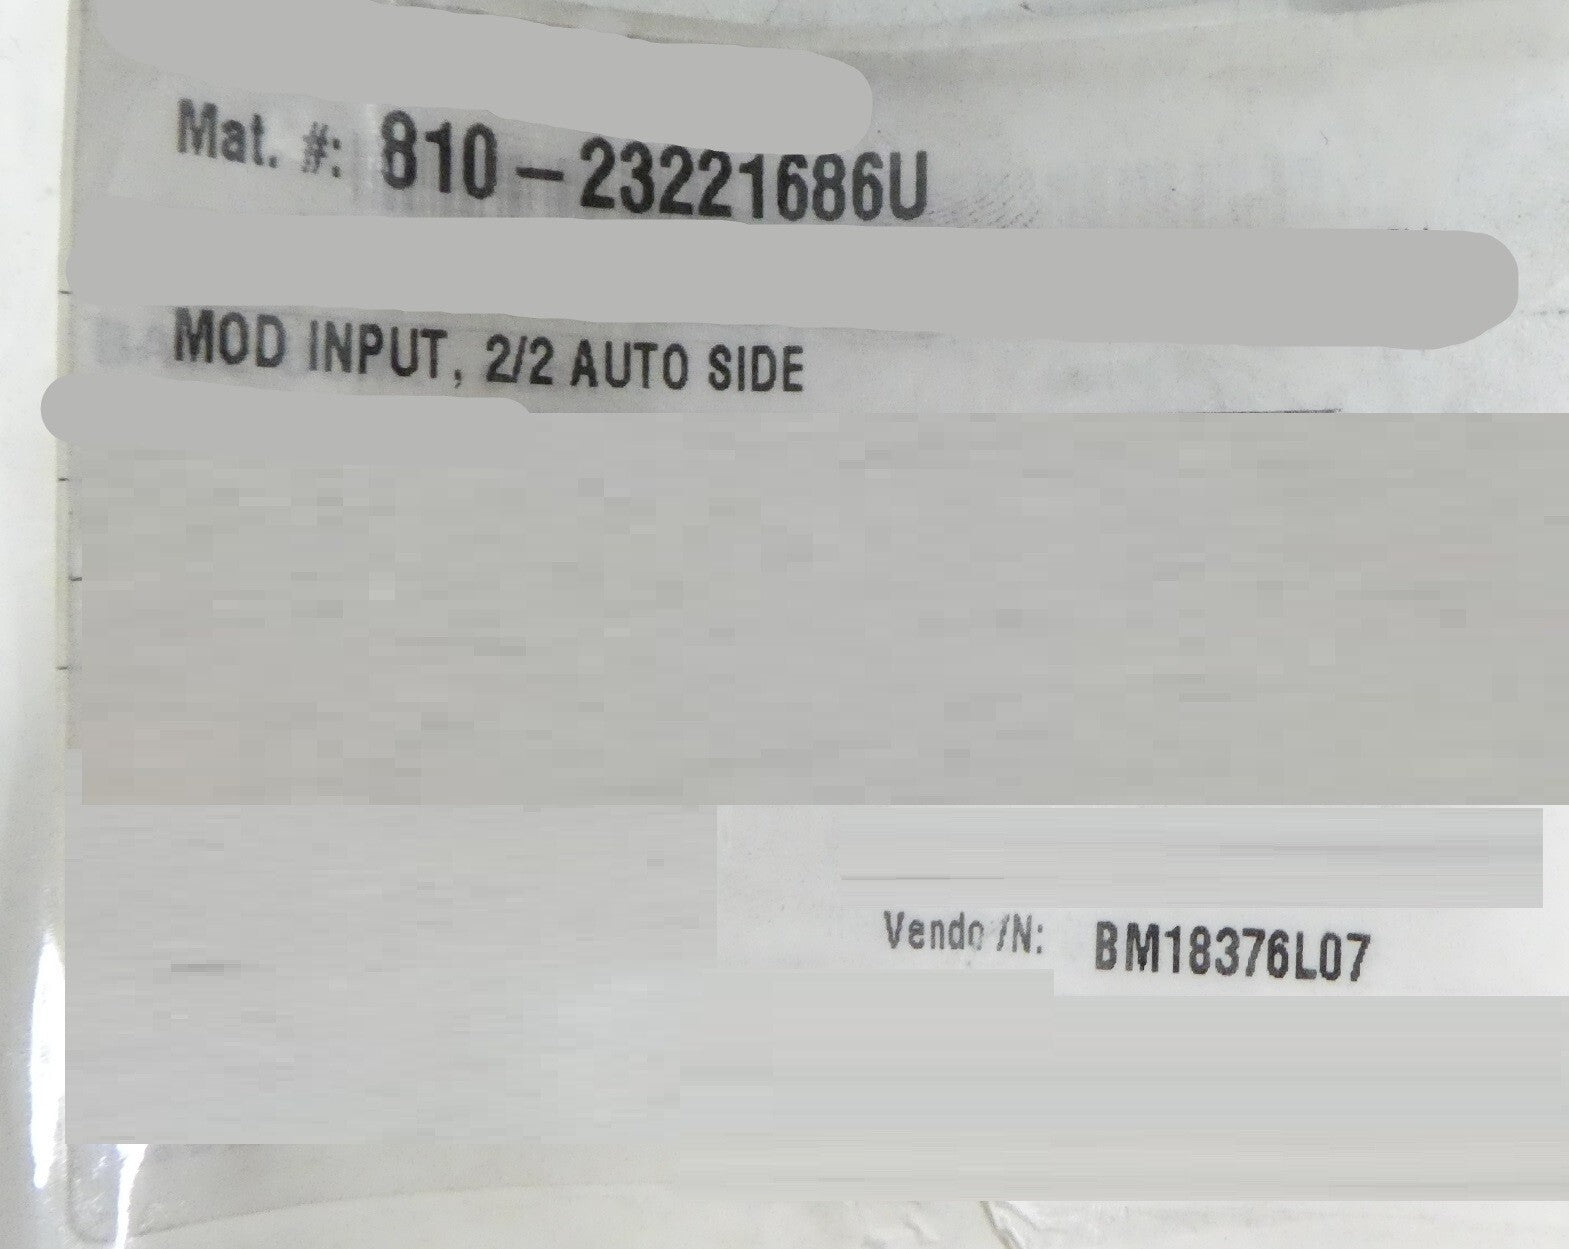 Mat. #: 810-23221686U
MOD INPUT, 2/2 AUTO SIDE
Vendo /N: BM18376L07